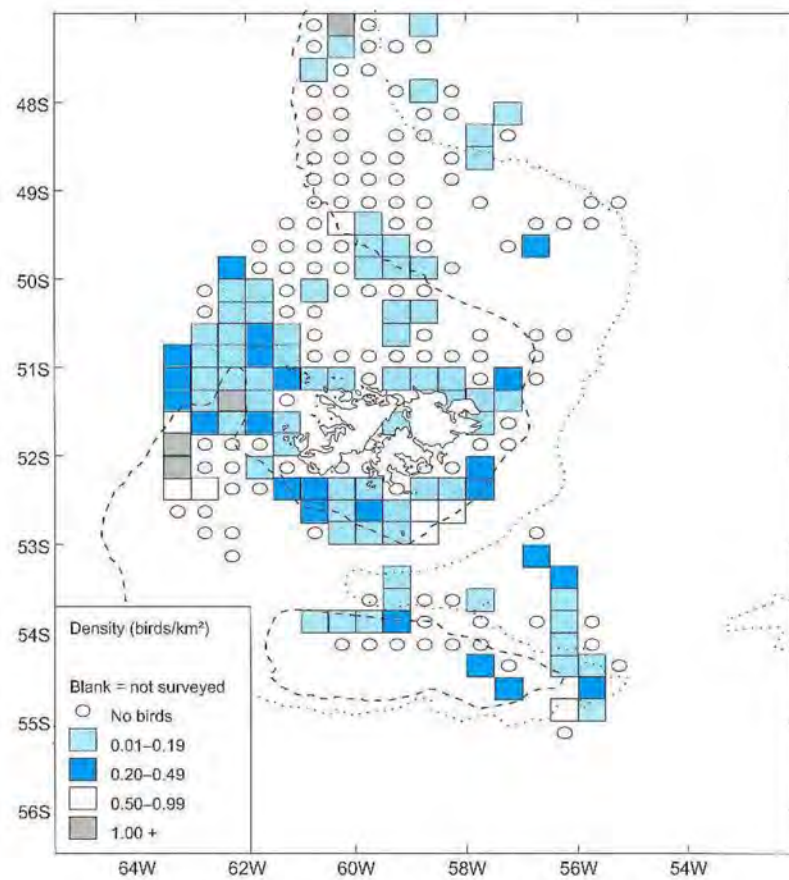 48S
49S
50S
51S
52S
53S
54S
55S
56S
Density (birds/km²)
Blank = not surveyed
No birds
0.01–0.19
0.20–0.49
0.50–0.99
1.00 +
64W
62W
60W
58W
56W
54W